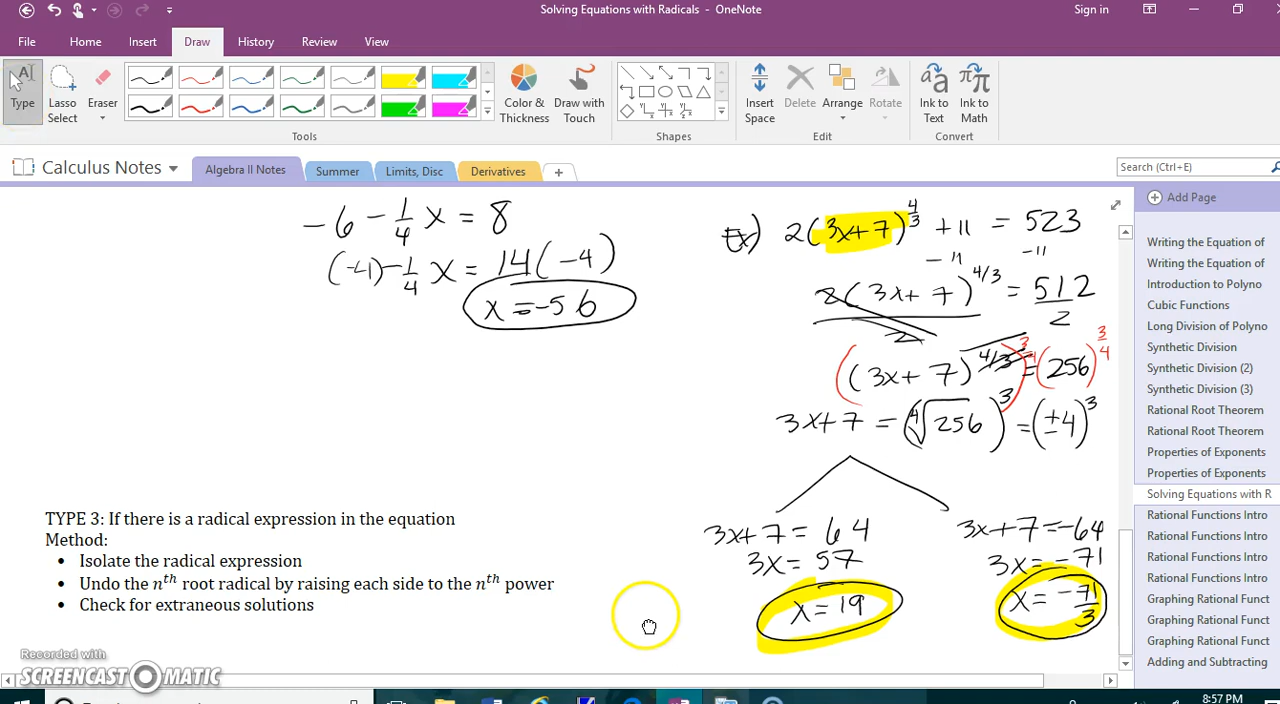 Solving Equations with Radicals - OneNote
Sign in
File Home Insert Draw History Review View
Type
Lasso Select
Eraser
Color & Thickness
Draw with Touch
Insert Space
Delete
Arrange
Rotate
Ink to Text
Ink to Math
Tools
Shapes
Edit
Convert
Calculus Notes
Algebra II Notes
Summer
Limits, Disc
Derivatives
Search (Ctrl+E)
-6 - 1/4 x = 8
(-4) - 1/4 x = 14(-4)
x = -56
TYPE 3: If there is a radical expression in the equation
Method:
• Isolate the radical expression
• Undo the nth root radical by raising each side to the nth power
• Check for extraneous solutions
Ex) 2(3x+7)^4/3 + 11 = 523
-11 -11
2(3x+7)^4/3 = 512
2 2
((3x+7)^4/3)^3/4 = (256)^3/4
3x+7 = (4√256)^3 = (±4)^3
3x+7 = 64
3x = 57
x = 19
3x+7 = -64
3x = -71
x = -71/3
Add Page
Writing the Equation of
Writing the Equation of
Introduction to Polyno
Cubic Functions
Long Division of Polyno
Synthetic Division
Synthetic Division (2)
Synthetic Division (3)
Rational Root Theorem
Rational Root Theorem
Properties of Exponents
Properties of Exponents
Solving Equations with R
Rational Functions Intro
Rational Functions Intro
Rational Functions Intro
Rational Functions Intro
Graphing Rational Funct
Graphing Rational Funct
Graphing Rational Funct
Adding and Subtracting
Recorded with
SCREENCAST MATIC
8:57 PM